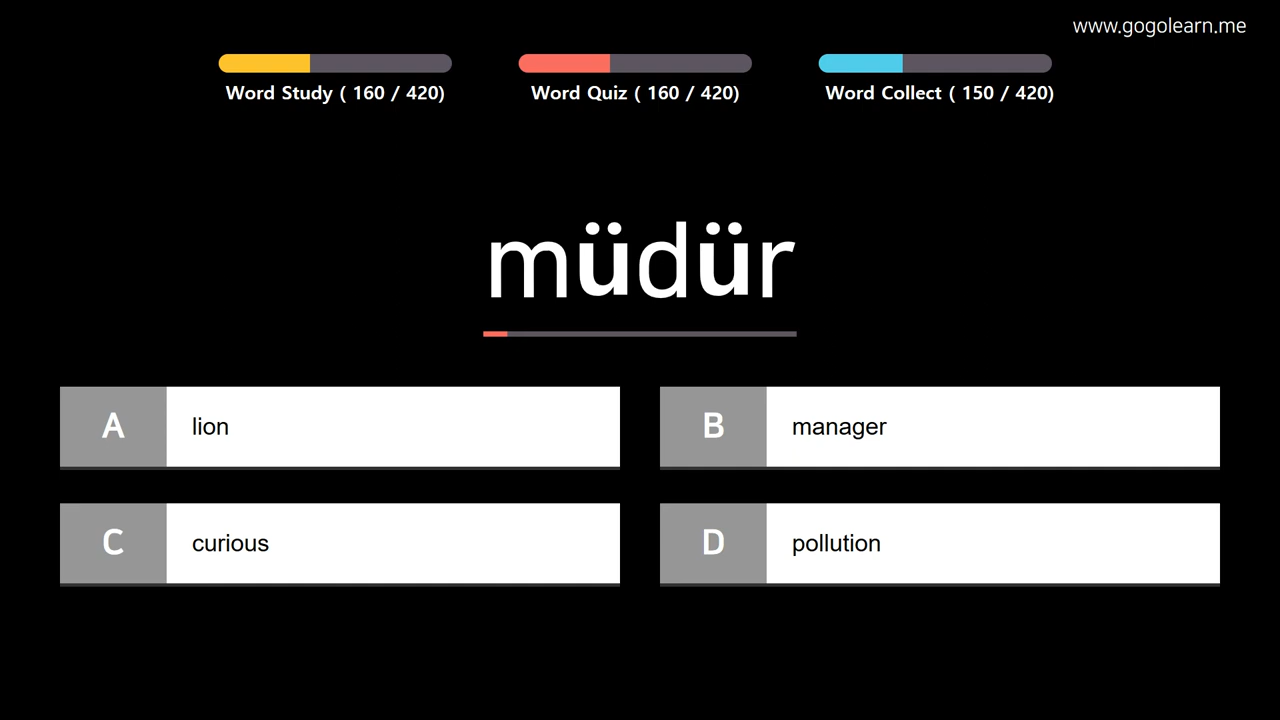 www.gogolearn.me
Word Study ( 160 / 420)
Word Quiz ( 160 / 420)
Word Collect ( 150 / 420)
müdür
A lion
B manager
C curious
D pollution